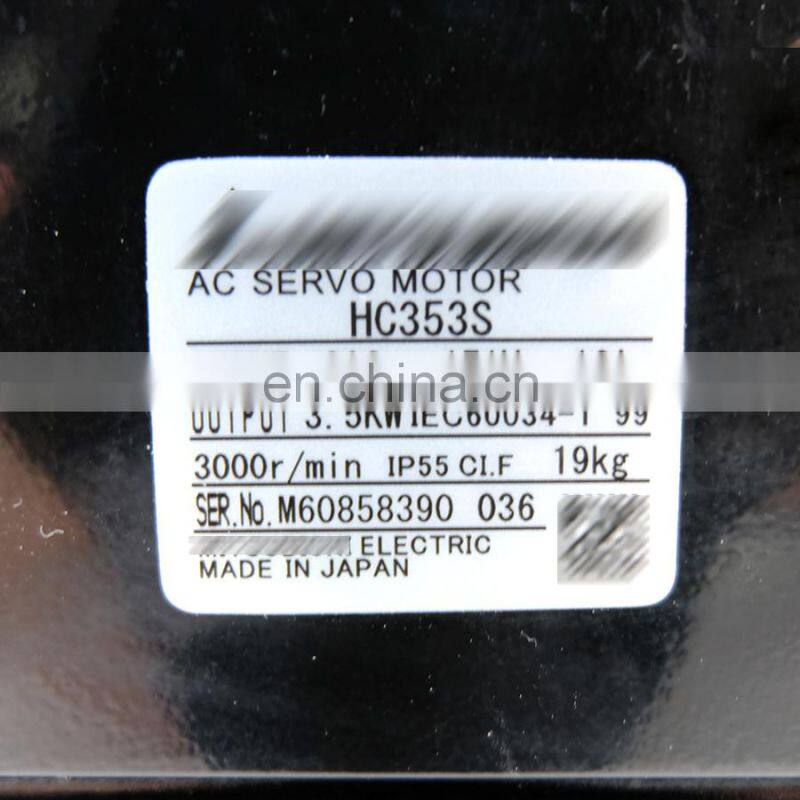 AC SERVO MOTOR
HC353S
en.china.cn
OUTPUT 3.5KW IEC60034-1 99
3000r/min IP55 CI.F 19kg
SER.No. M60858390 036
ELECTRIC
MADE IN JAPAN